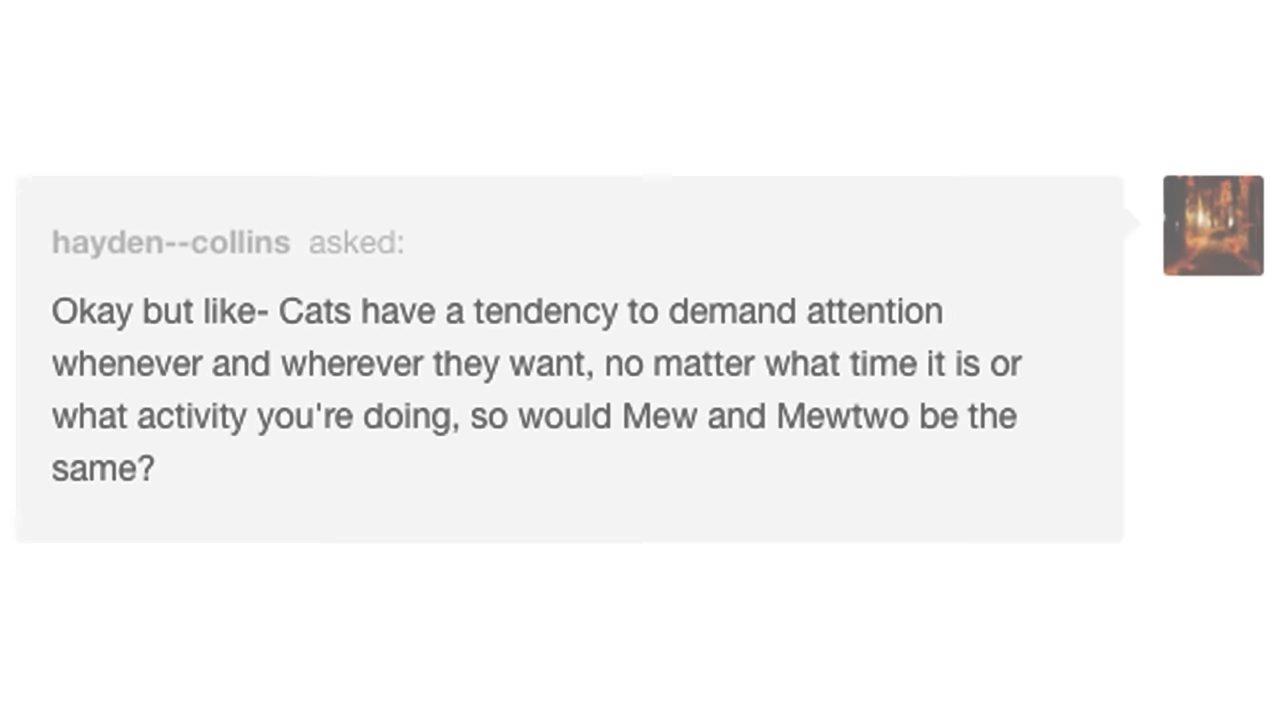 hayden--collins asked:
Okay but like- Cats have a tendency to demand attention
whenever and wherever they want, no matter what time it is or
what activity you're doing, so would Mew and Mewtwo be the
same?